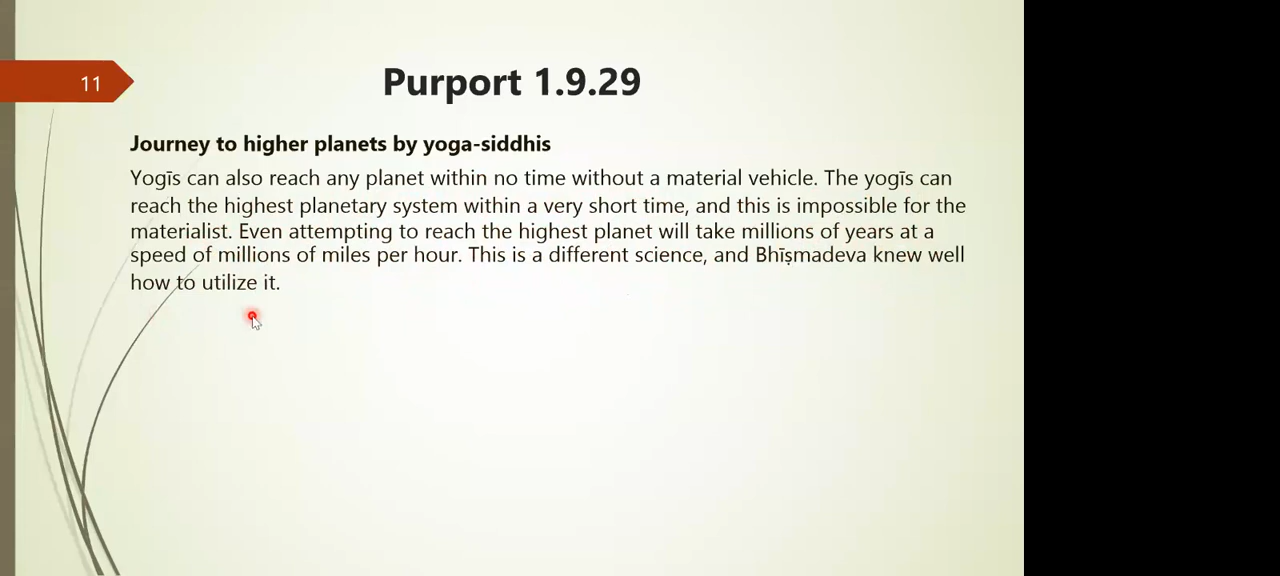 11
Purport 1.9.29
Journey to higher planets by yoga-siddhis
Yogīs can also reach any planet within no time without a material vehicle. The yogīs can
reach the highest planetary system within a very short time, and this is impossible for the
materialist. Even attempting to reach the highest planet will take millions of years at a
speed of millions of miles per hour. This is a different science, and Bhīṣmadeva knew well
how to utilize it.